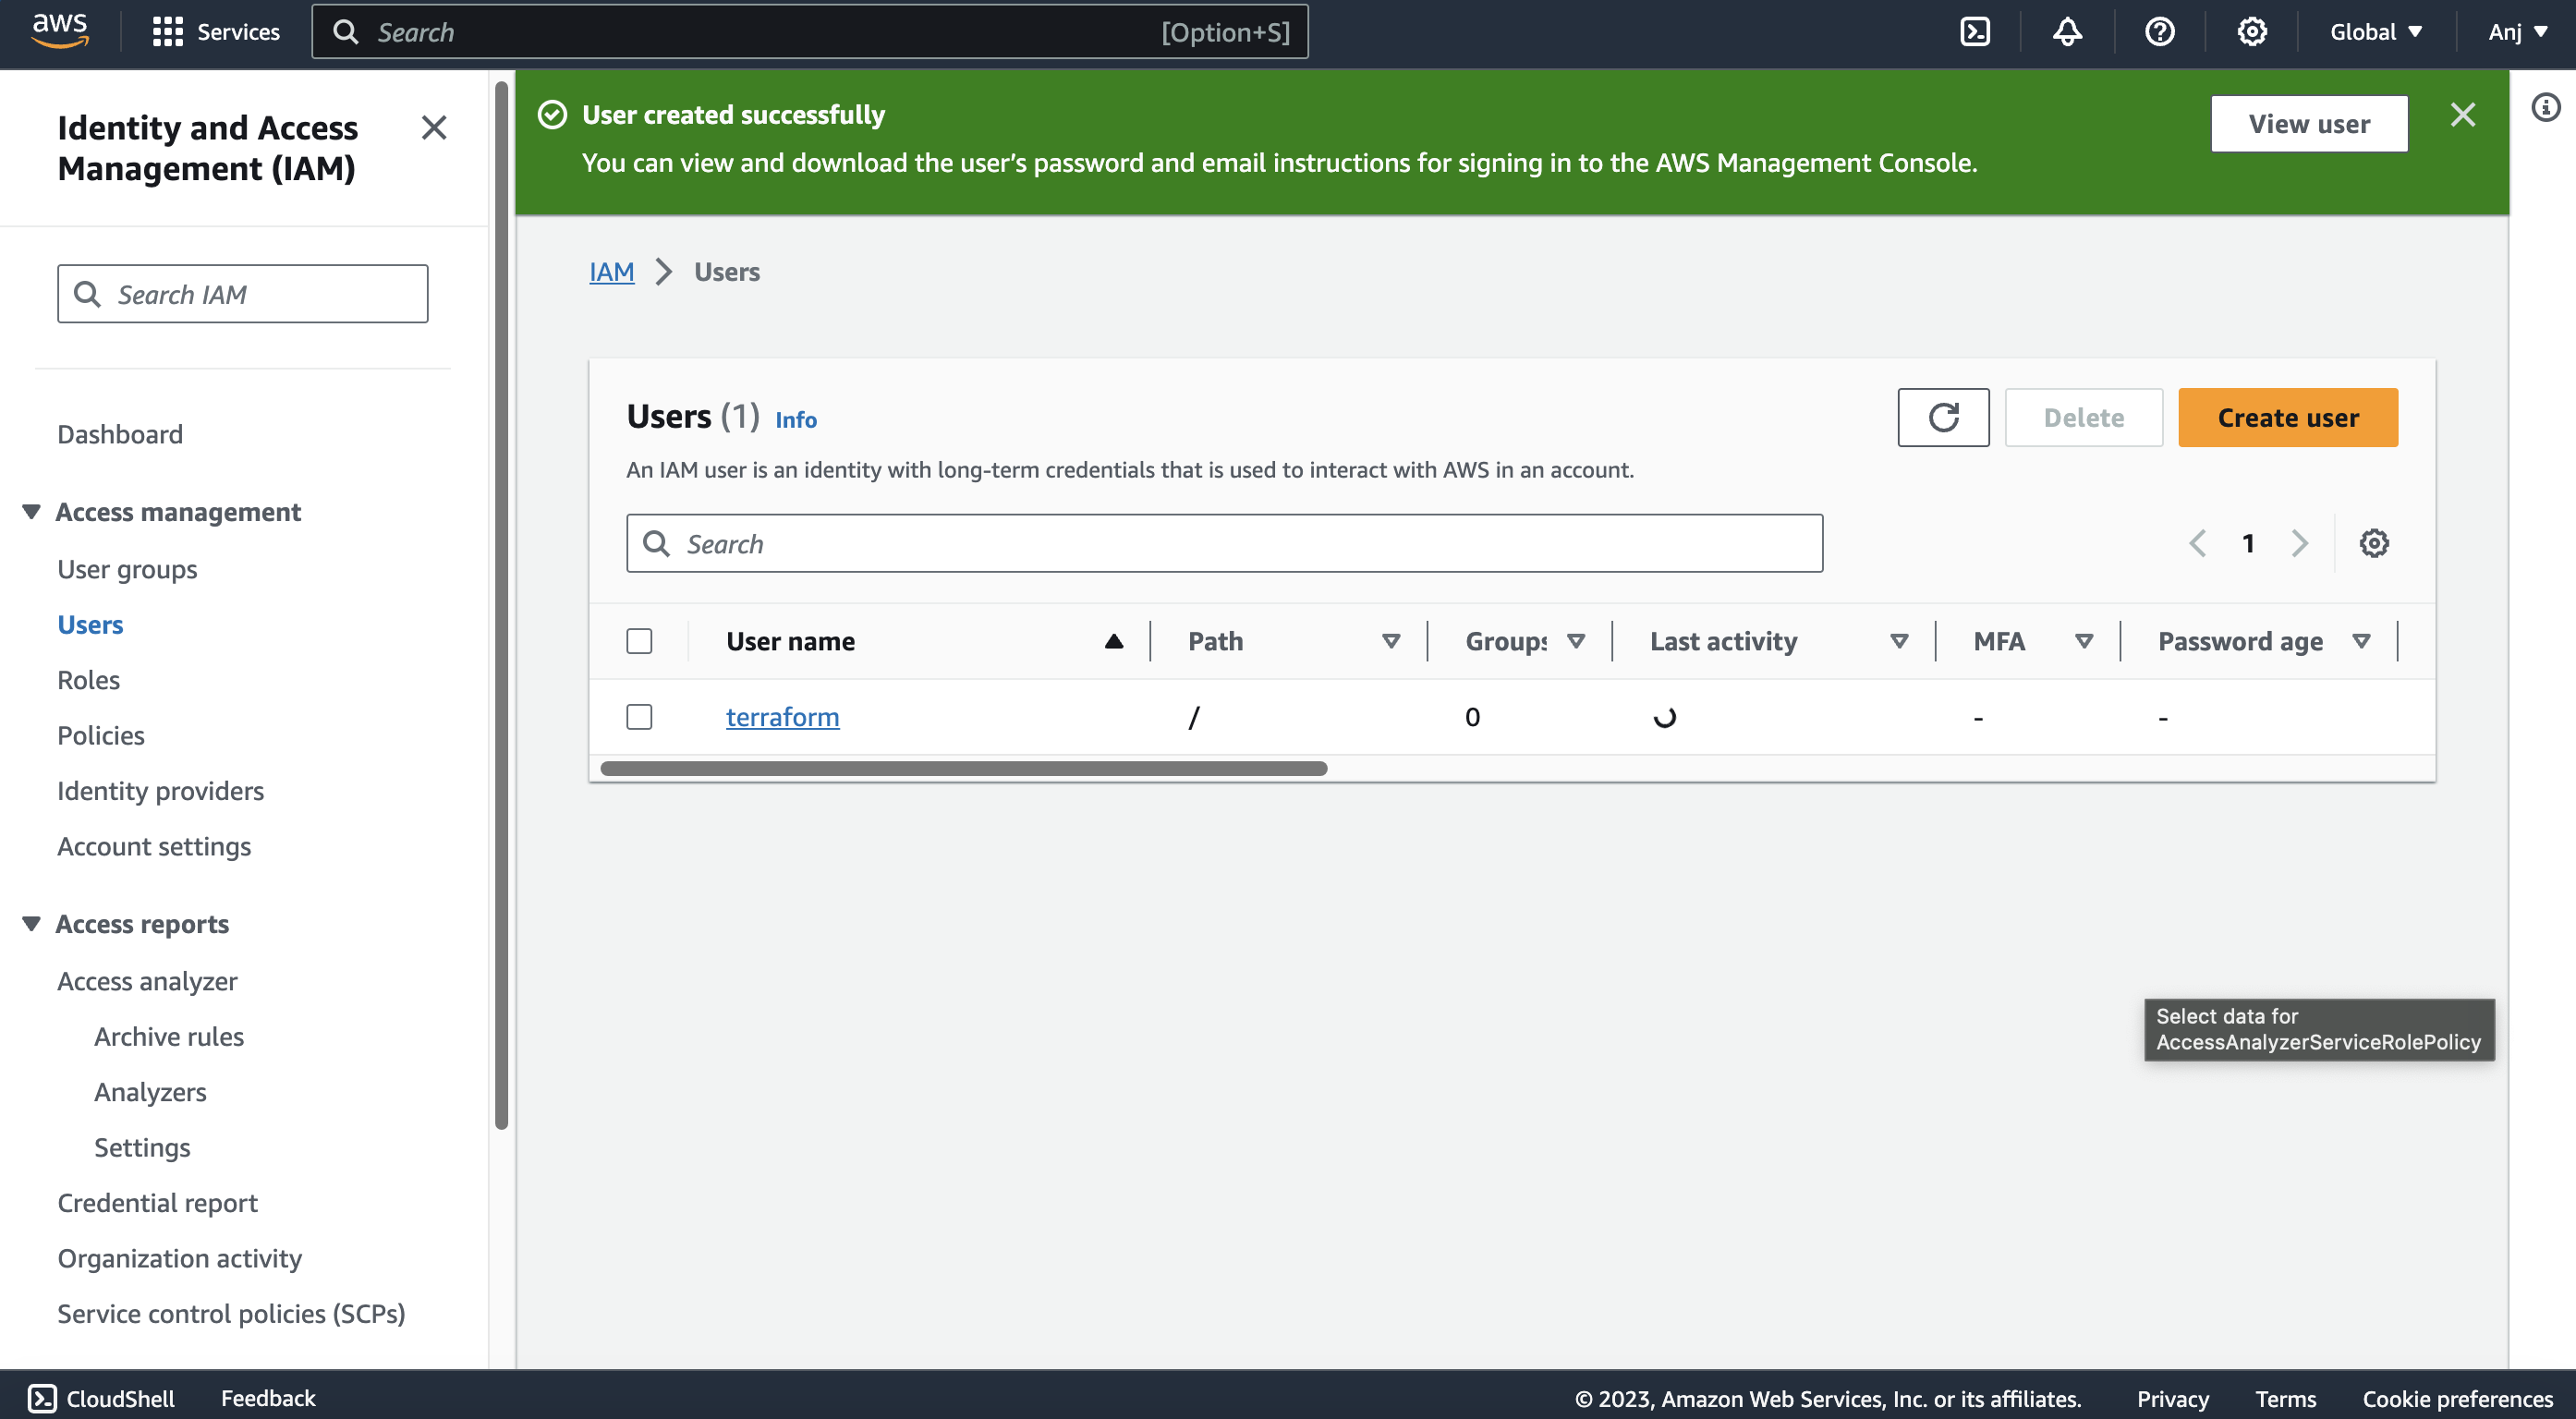 aws
Services
Search
[Option+S]
Global
Anj
Identity and Access
Management (IAM)
Search IAM
Dashboard
Access management
User groups
Users
Roles
Policies
Identity providers
Account settings
Access reports
Access analyzer
Archive rules
Analyzers
Settings
Credential report
Organization activity
Service control policies (SCPs)
User created successfully
You can view and download the user's password and email instructions for signing in to the AWS Management Console.
View user
IAM
Users
Users (1) Info
Delete
Create user
An IAM user is an identity with long-term credentials that is used to interact with AWS in an account.
Search
1
User name
Path
Groups
Last activity
MFA
Password age
terraform
/
0
-
-
Select data for
AccessAnalyzerServiceRolePolicy
CloudShell
Feedback
© 2023, Amazon Web Services, Inc. or its affiliates.
Privacy
Terms
Cookie preferences